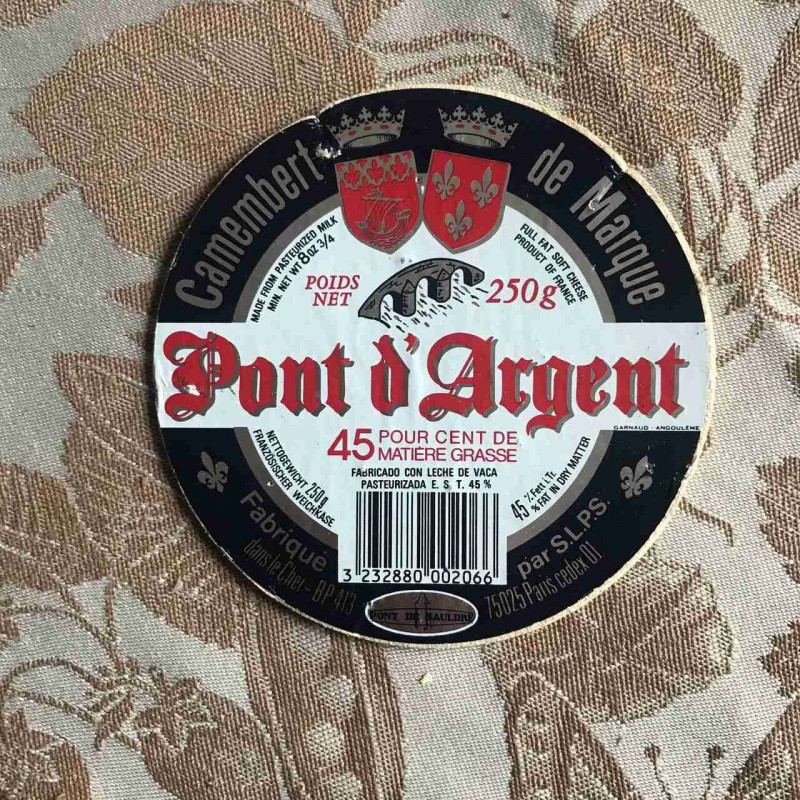 Camembert de Marque
MADE FROM PASTEURIZED MILK
MIN. NET WT 8 OZ 3/4
FULL FAT SOFT CHEESE
PRODUCT OF FRANCE
POIDS
NET
250g
Pont d'Argent
GARNAUD - ANGOULÊME
45 POUR CENT DE
MATIÈRE GRASSE
FABRICADO CON LECHE DE VACA
PASTEURIZADA E. S. T. 45 %
NETTOGEWICHT 250g
FRANZÖSISCHER WEICHKASE
45 % Fett i.Tr.
% FAT IN DRY MATTER
3 232880 002066
Fabriqué par S.L.P.S.
dans le Cher - BP 413 75025 Paris cedex 01
PONT DE SAULDRE